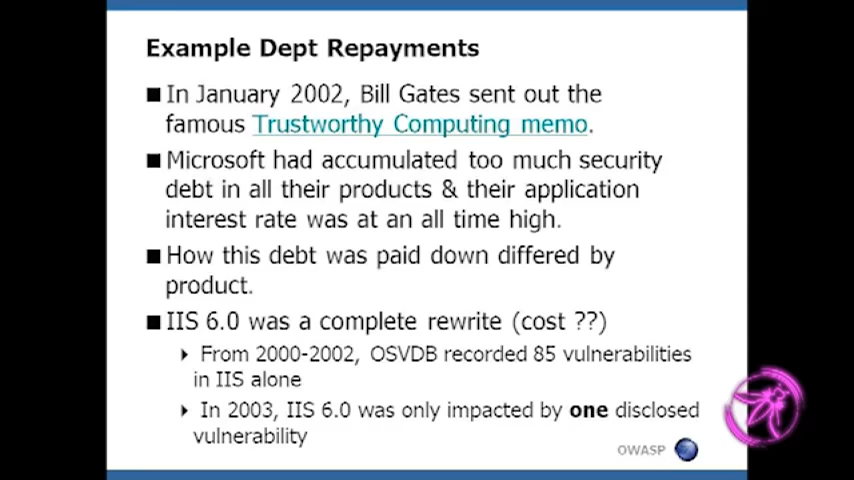 Example Dept Repayments
In January 2002, Bill Gates sent out the
famous Trustworthy Computing memo.
Microsoft had accumulated too much security
debt in all their products & their application
interest rate was at an all time high.
How this debt was paid down differed by
product.
IIS 6.0 was a complete rewrite (cost ??)
From 2000-2002, OSVDB recorded 85 vulnerabilities
in IIS alone
In 2003, IIS 6.0 was only impacted by one disclosed
vulnerability
OWASP